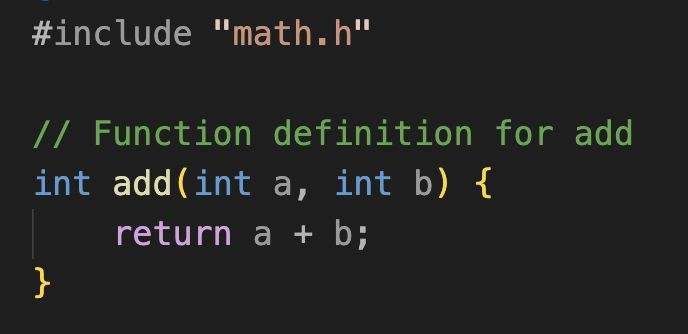 #include "math.h"
// Function definition for add
int add(int a, int b) {
    return a + b;
}